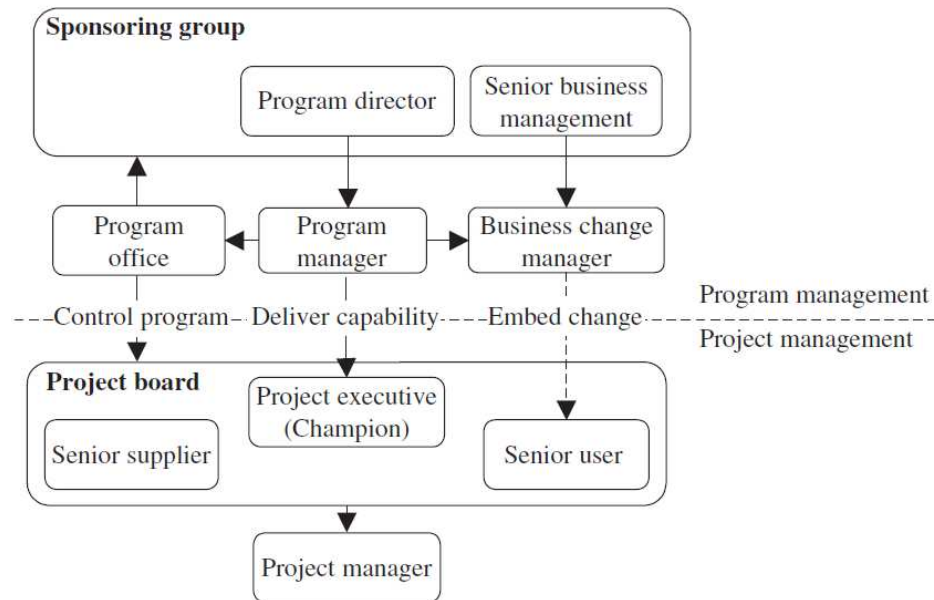 Sponsoring group
Program director
Senior business
management
Program
office
Program
manager
Business change
manager
Program management
Control program
Deliver capability
Embed change
Project management
Project board
Project executive
(Champion)
Senior supplier
Senior user
Project manager